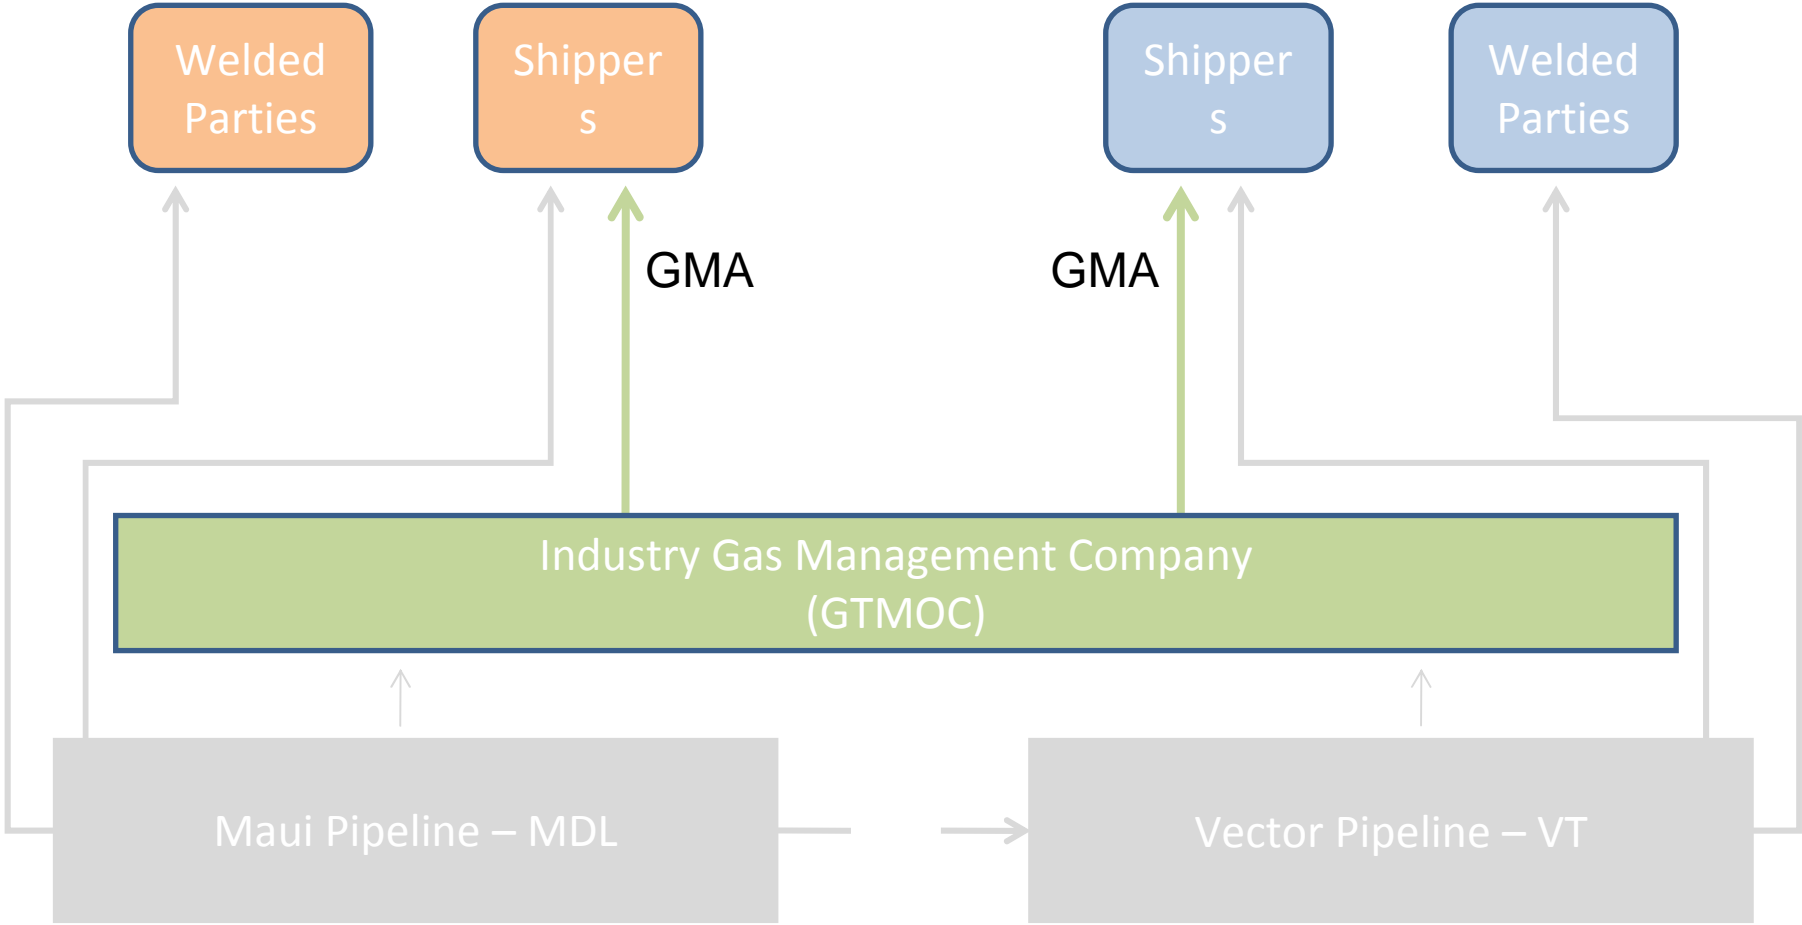 Welded
Parties
Shipper
s
Shipper
s
Welded
Parties
GMA
GMA
Industry Gas Management Company
(GTMOC)
Maui Pipeline – MDL
Vector Pipeline – VT